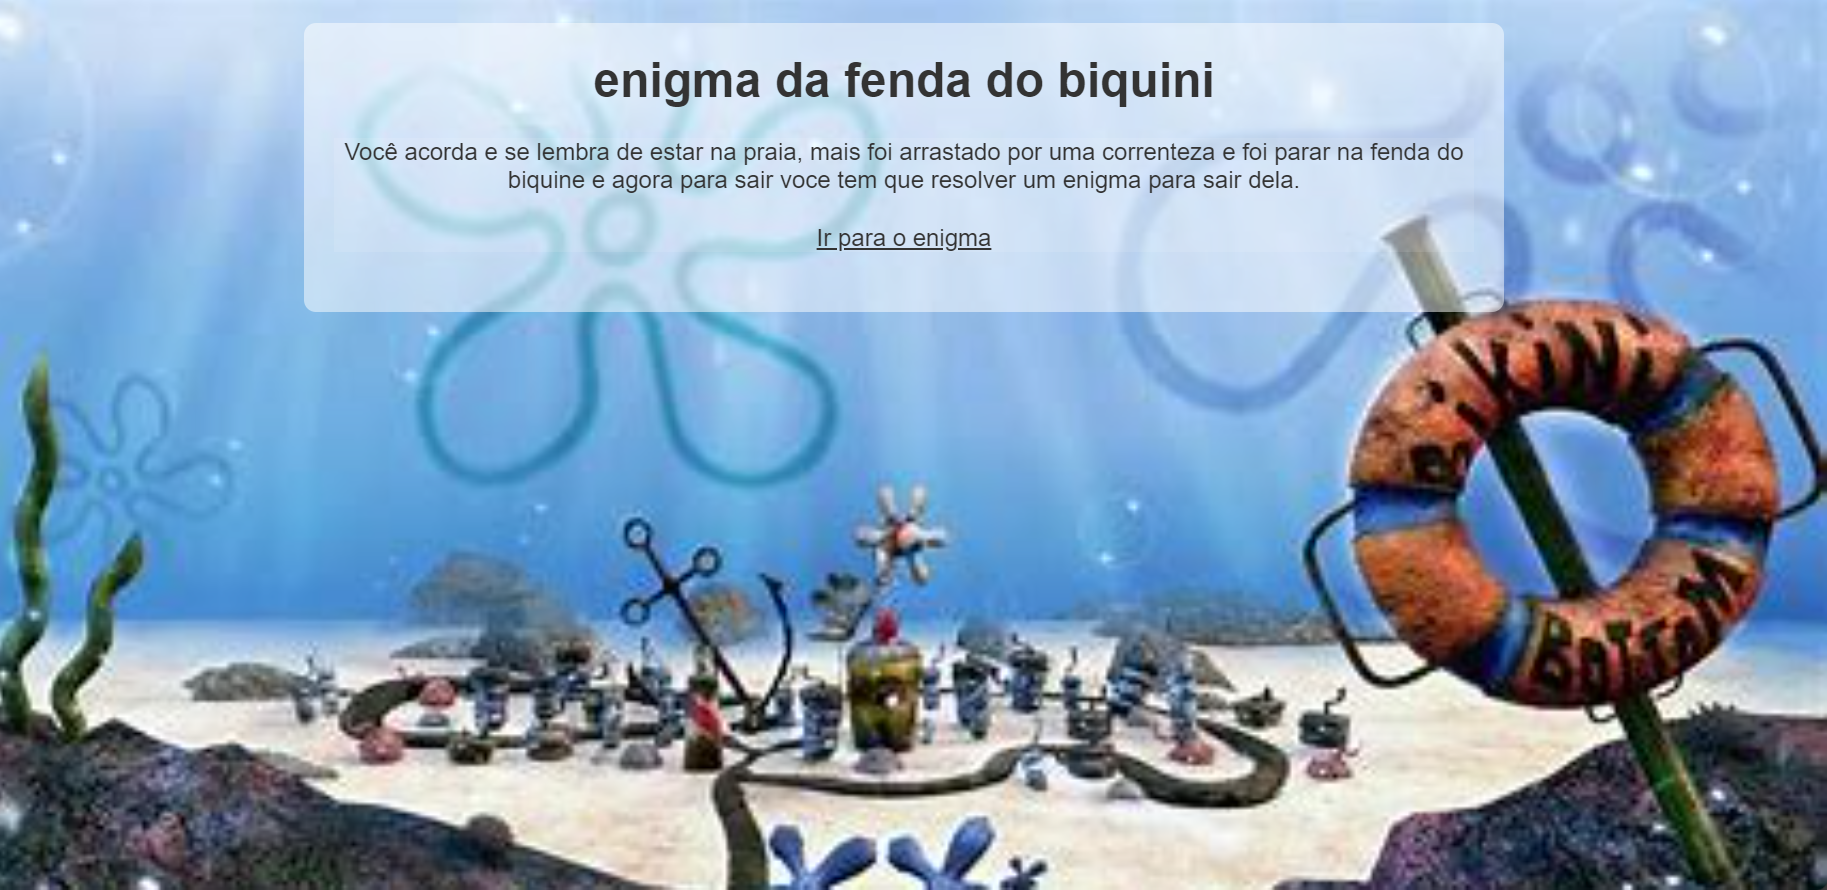 enigma da fenda do biquini
Você acorda e se lembra de estar na praia, mais foi arrastado por uma correnteza e foi parar na fenda do
biquine e agora para sair voce tem que resolver um enigma para sair dela.
Ir para o enigma
BIKINI
BOTTOM